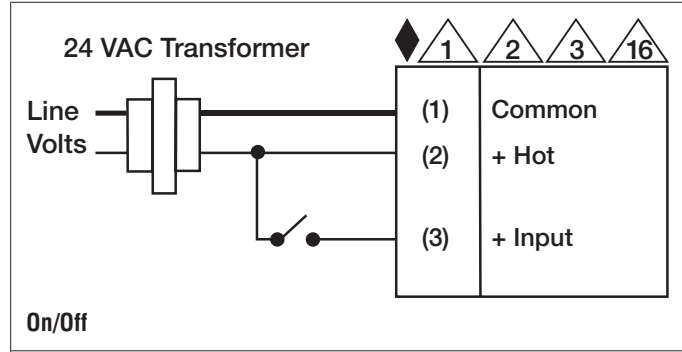 24 VAC Transformer
1 2 3 16
Line
Volts
(1) Common
(2) + Hot
(3) + Input
On/Off